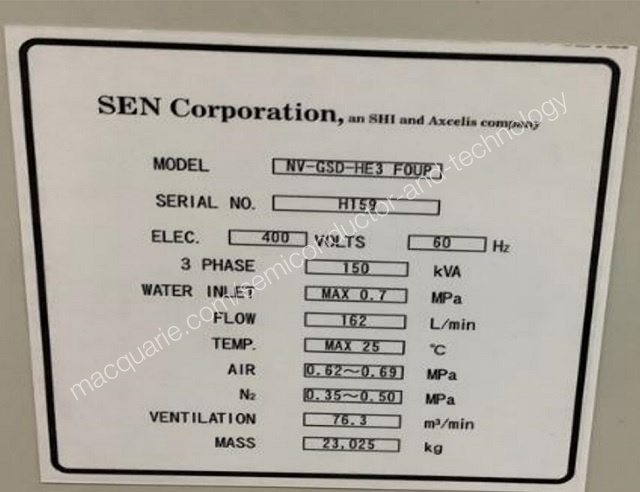 SEN Corporation, an SHI and Axcelis company
MODEL NV-GSD-HE3 FOUP
SERIAL NO. H159
ELEC. 400 VOLTS 60 Hz
3 PHASE 150 kVA
WATER INLET MAX 0.7 MPa
FLOW 162 L/min
TEMP. MAX 25 ℃
AIR 0.62～0.69 MPa
N₂ 0.35～0.50 MPa
VENTILATION 76.3 m³/min
MASS 23,025 kg
macquarie.com/semiconductor-and-technology